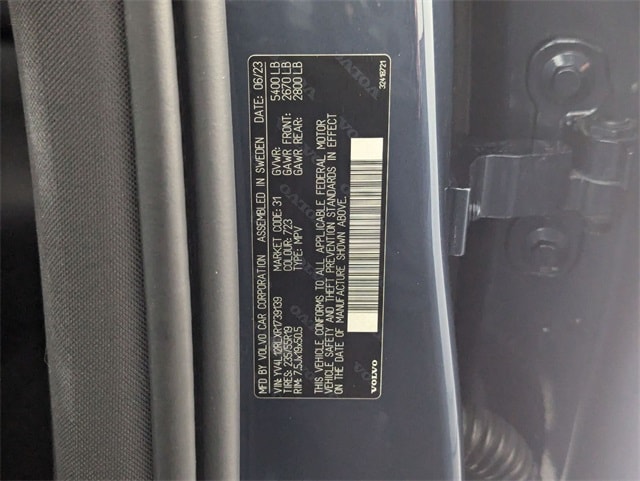 MFD BY VOLVO CAR CORPORATION ASSEMBLED IN SWEDEN DATE: 06/23
VIN: YV4L12RLXR1739139 GVWR: 5400 LB
TIRES: 235/55R19 MARKET CODE: 31 GAWR FRONT: 2670 LB
RIM: 7.5Jx19x50.5 COLOUR: 723 GAWR REAR: 2800 LB
TYPE: MPV
THIS VEHICLE CONFORMS TO ALL APPLICABLE FEDERAL MOTOR
VEHICLE SAFETY AND THEFT PREVENTION STANDARDS IN EFFECT
ON THE DATE OF MANUFACTURE SHOWN ABOVE.
VOLVO
32418721